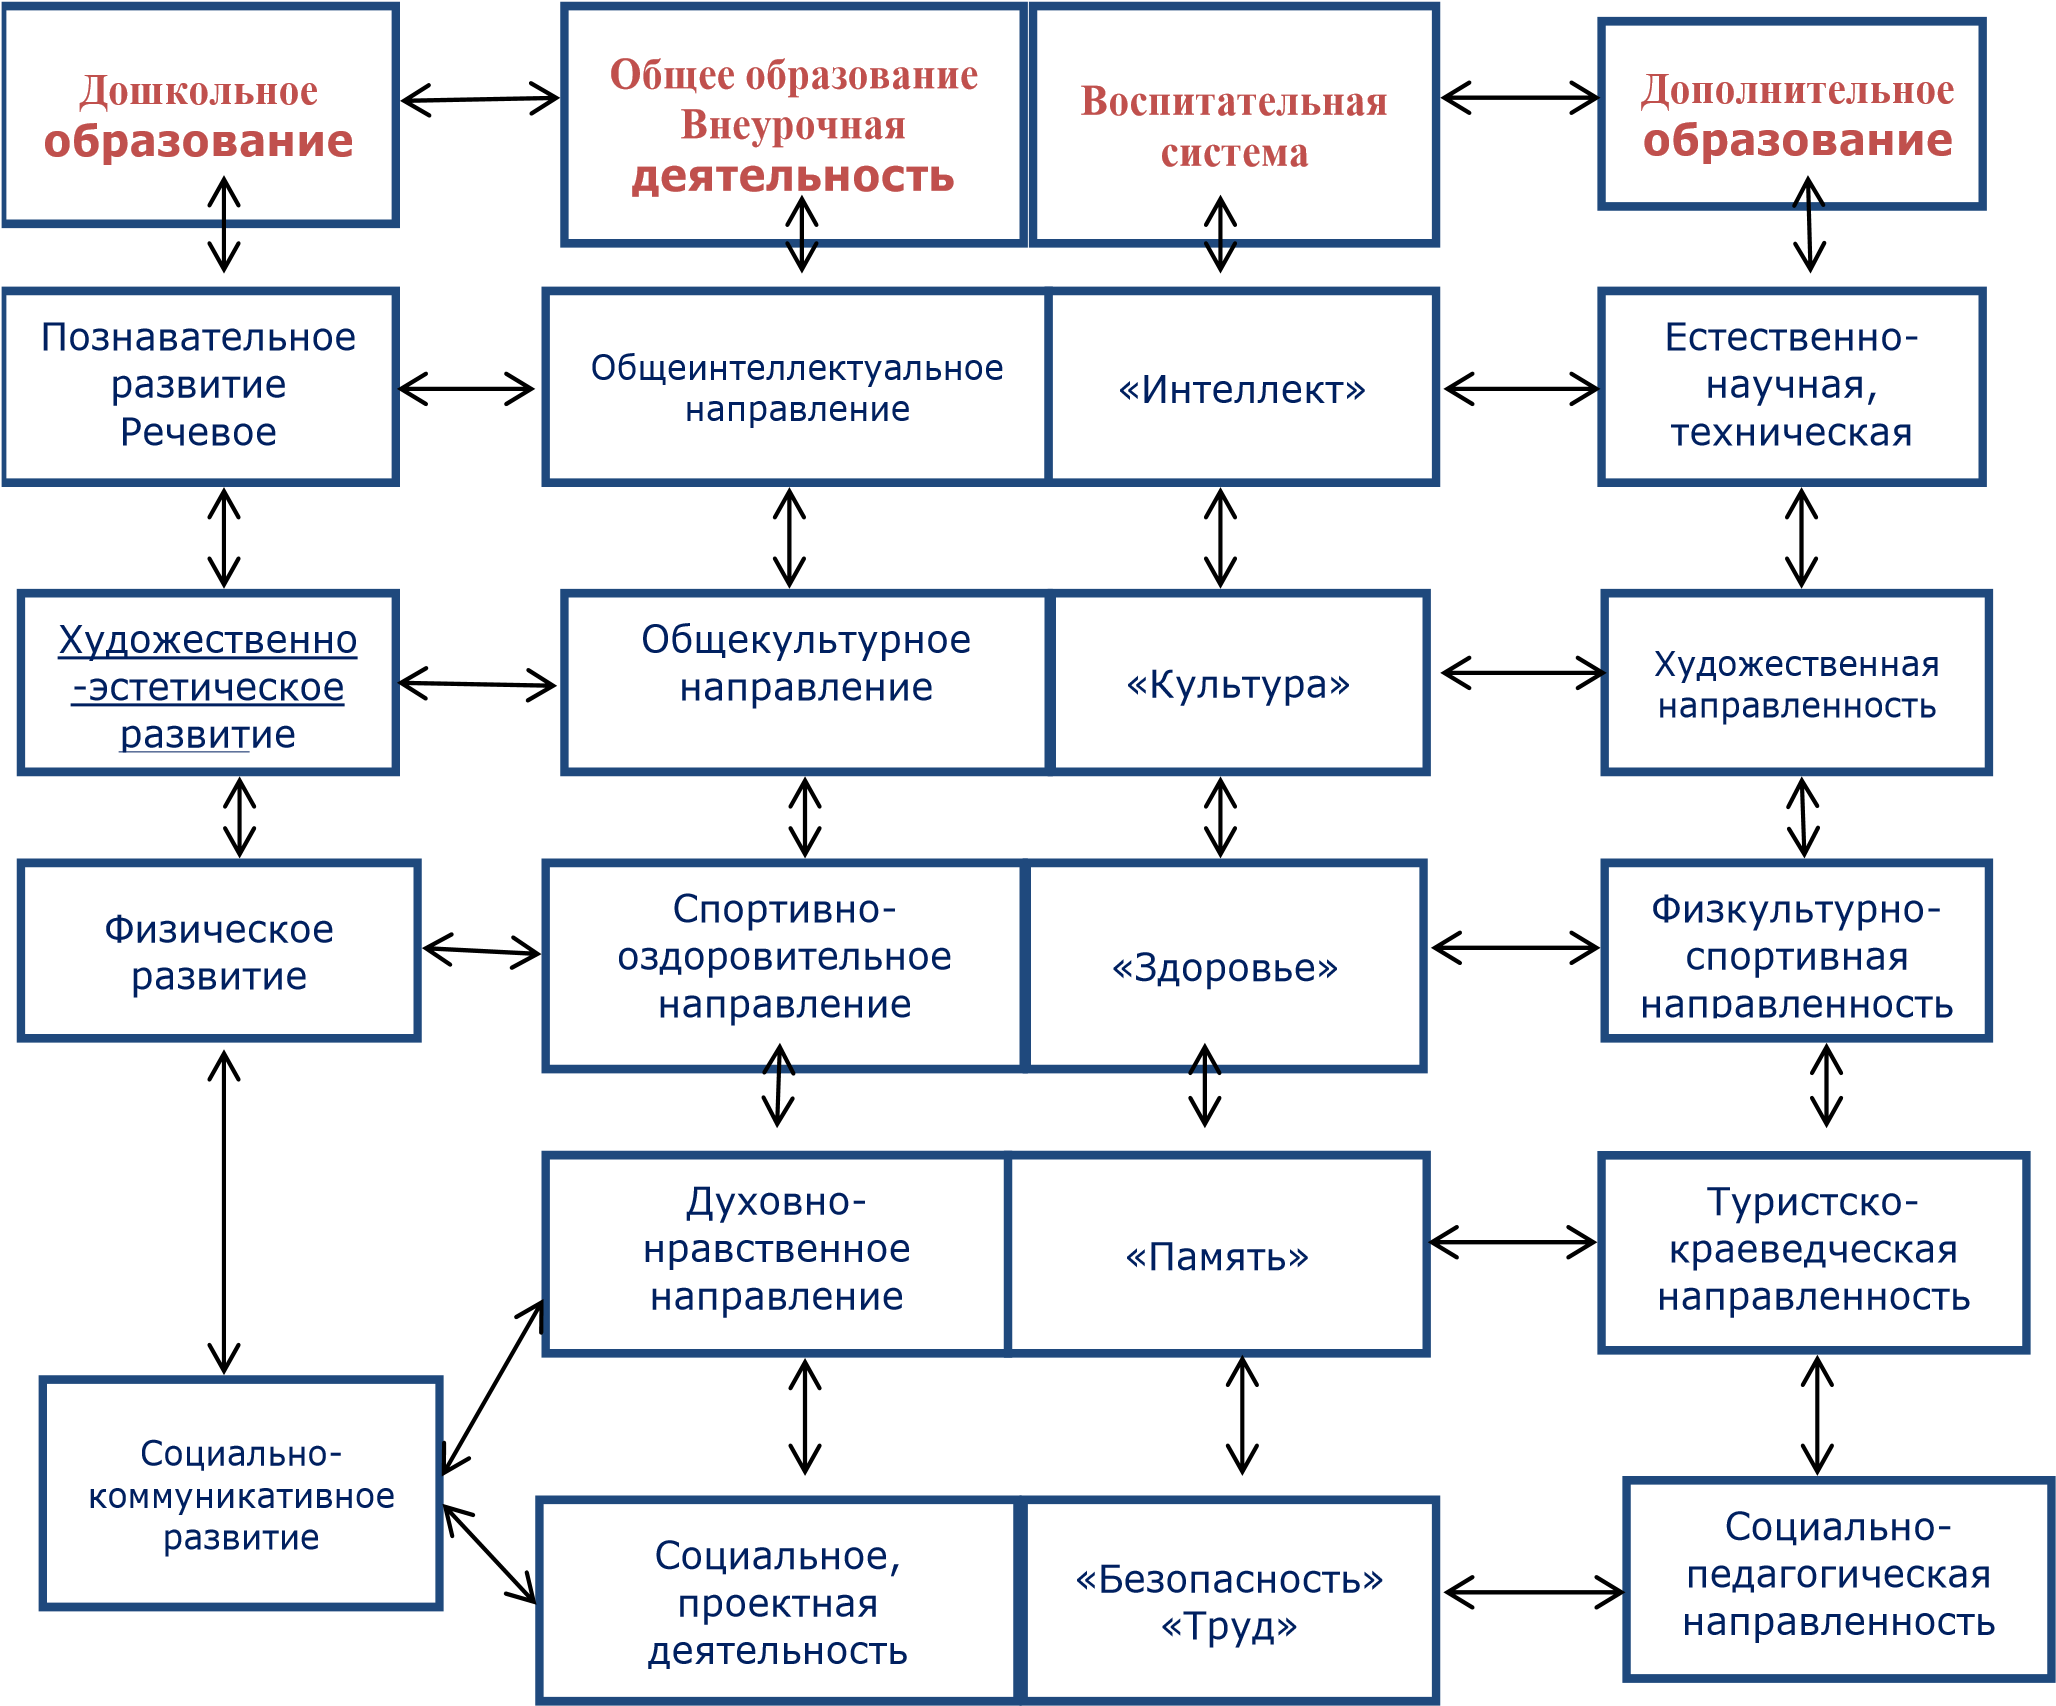 Дошкольное
образование
Общее образование
Внеурочная
деятельность
Воспитательная
система
Дополнительное
образование
Познавательное
развитие
Речевое
Общеинтеллектуальное
направление
«Интеллект»
Естественно-
научная,
техническая
Художественно
-эстетическое
развитие
Общекультурное
направление
«Культура»
Художественная
направленность
Физическое
развитие
Спортивно-
оздоровительное
направление
«Здоровье»
Физкультурно-
спортивная
направленность
Духовно-
нравственное
направление
«Память»
Туристско-
краеведческая
направленность
Социально-
коммуникативное
развитие
Социальное,
проектная
деятельность
«Безопасность»
«Труд»
Социально-
педагогическая
направленность